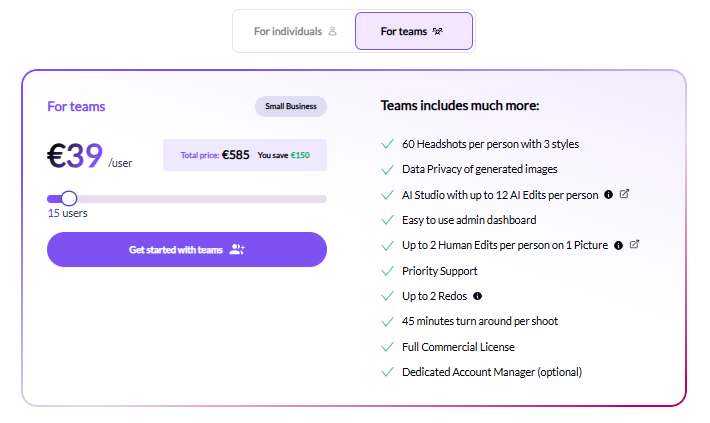 For individuals
For teams
For teams
Small Business
€39 /user
Total price: €585 You save €150
15 users
Get started with teams
Teams includes much more:
60 Headshots per person with 3 styles
Data Privacy of generated images
AI Studio with up to 12 AI Edits per person
Easy to use admin dashboard
Up to 2 Human Edits per person on 1 Picture
Priority Support
Up to 2 Redos
45 minutes turn around per shoot
Full Commercial License
Dedicated Account Manager (optional)